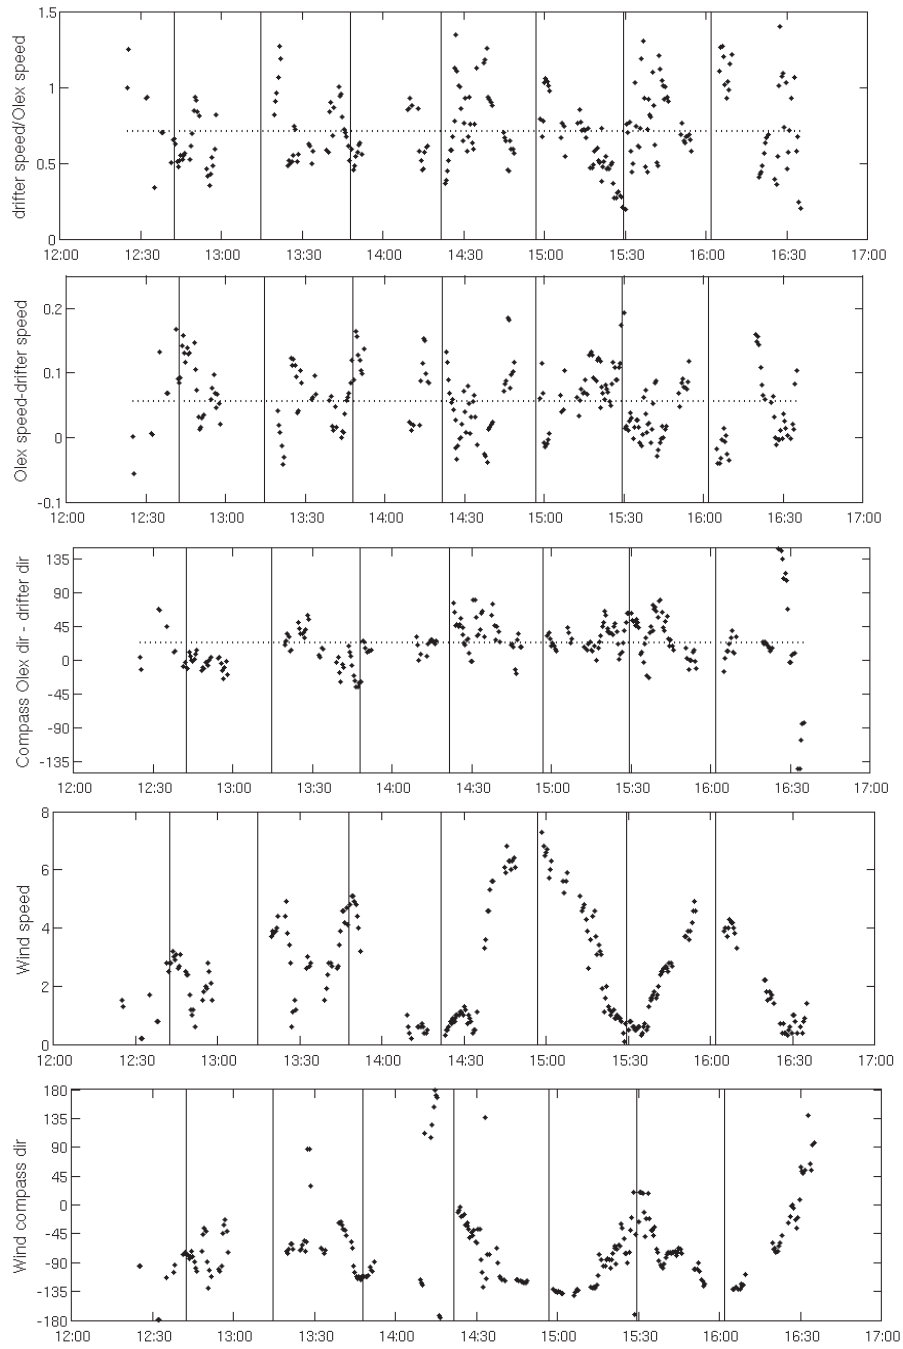 drifter speed/Olex speed
1.5
1
0.5
0
12:00 12:30 13:00 13:30 14:00 14:30 15:00 15:30 16:00 16:30 17:00
Olex speed-drifter speed
0.2
0.1
0
-0.1
12:00 12:30 13:00 13:30 14:00 14:30 15:00 15:30 16:00 16:30 17:00
Compass Olex dir - drifter dir
135
90
45
0
-45
-90
-135
12:00 12:30 13:00 13:30 14:00 14:30 15:00 15:30 16:00 16:30 17:00
Wind speed
8
6
4
2
0
12:00 12:30 13:00 13:30 14:00 14:30 15:00 15:30 16:00 16:30 17:00
Wind compass dir
180
135
90
45
0
-45
-90
-135
-180
12:00 12:30 13:00 13:30 14:00 14:30 15:00 15:30 16:00 16:30 17:00